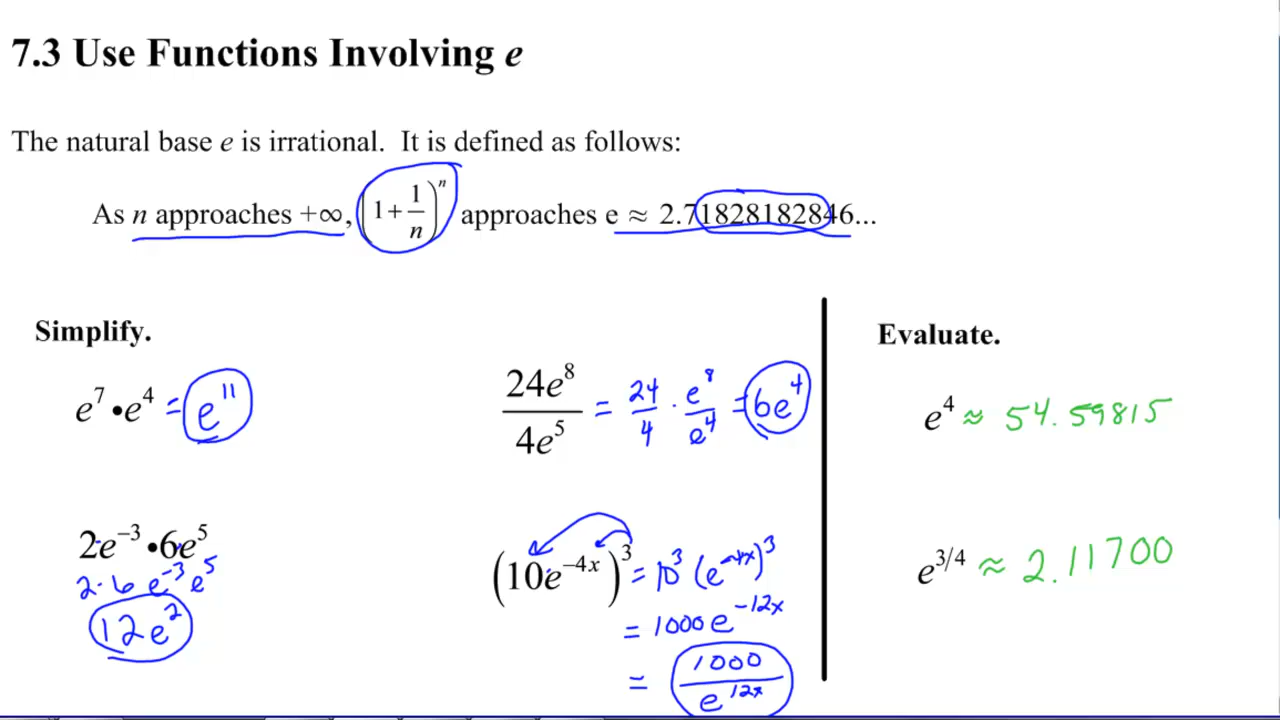 7.3 Use Functions Involving e
The natural base e is irrational. It is defined as follows:
As n approaches +∞, (1 + 1/n)^n approaches e ≈ 2.71828182846...
Simplify.
e^7 • e^4 = e^11
2e^−3 • 6e^5
2·6 e^−3 e^5
12e^2
24e^8 / 4e^5 = 24/4 · e^8/e^4 = 6e^4
(10e^−4x)^3 = 10^3 (e^−4x)^3
= 1000e^−12x
= 1000/e^12x
Evaluate.
e^4 ≈ 54.59815
e^3/4 ≈ 2.11700